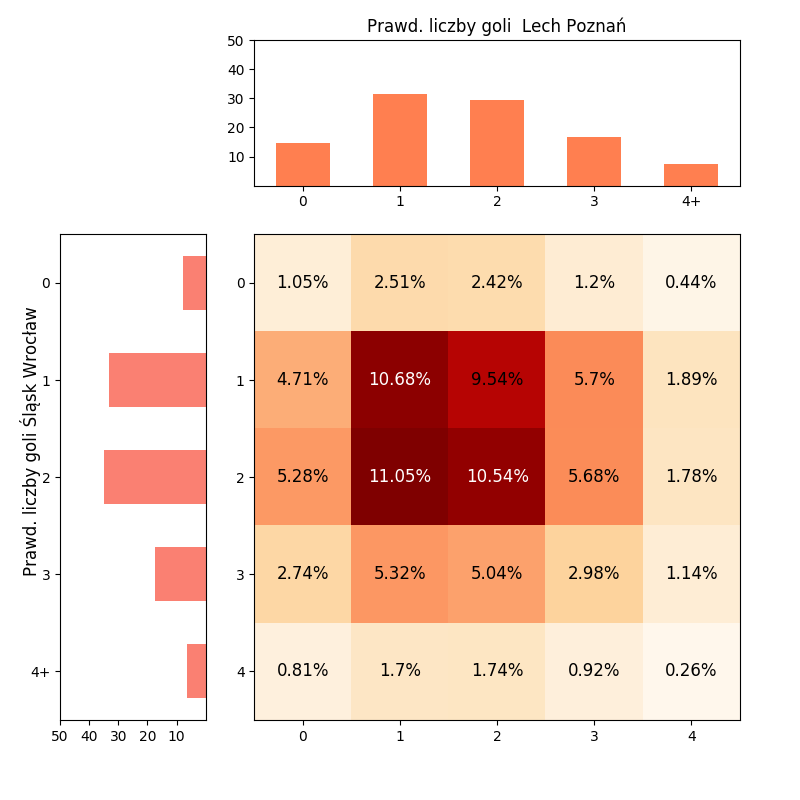 Prawd. liczby goli  Lech Poznań
50
40
30
20
10
0 1 2 3 4+
Prawd. liczby goli Śląsk Wrocław
0
1
2
3
4+
50 40 30 20 10
0 1.05% 2.51% 2.42% 1.2% 0.44%
1 4.71% 10.68% 9.54% 5.7% 1.89%
2 5.28% 11.05% 10.54% 5.68% 1.78%
3 2.74% 5.32% 5.04% 2.98% 1.14%
4 0.81% 1.7% 1.74% 0.92% 0.26%
0 1 2 3 4